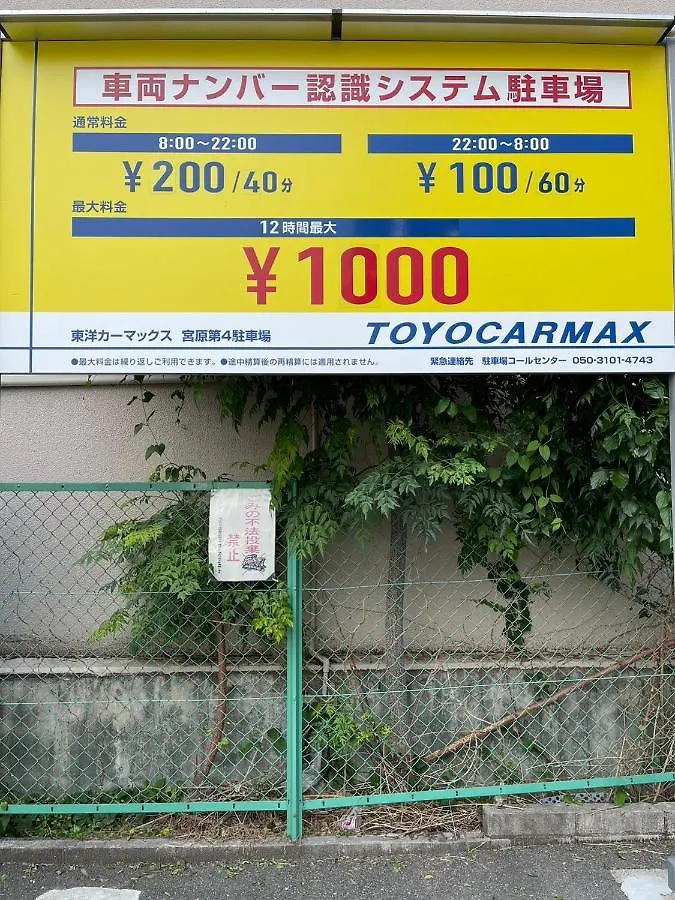 車両ナンバー認識システム駐車場
通常料金
8:00～22:00
￥200/40分
22:00～8:00
￥100/60分
最大料金
12時間最大
￥1000
東洋カーマックス 宮原第4駐車場
TOYOCARMAX
●最大料金は繰り返しご利用できます。●途中精算後の再精算には適用されません。
緊急連絡先 駐車場コールセンター 050-3101-4743
ごみの不法投棄
禁止